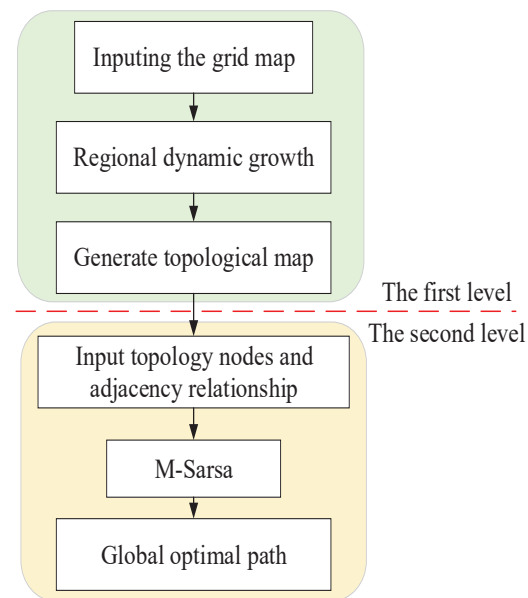 Inputing the grid map
Regional dynamic growth
Generate topological map
The first level
The second level
Input topology nodes and
adjacency relationship
M-Sarsa
Global optimal path